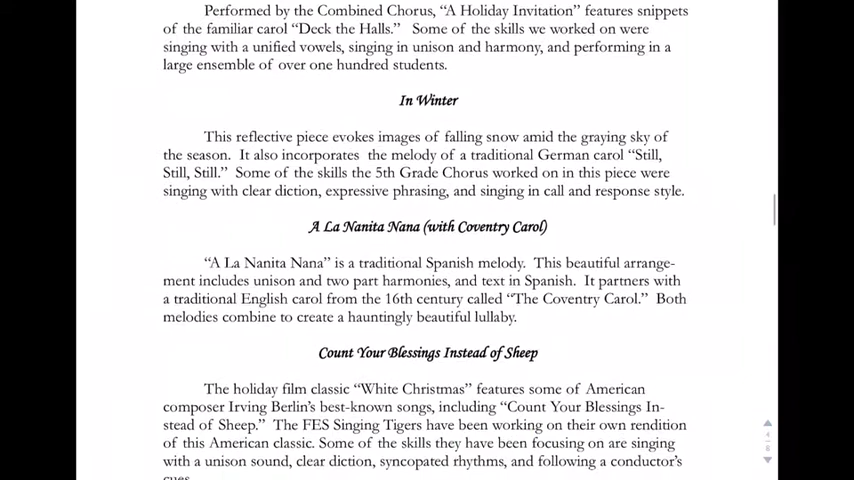 Performed by the Combined Chorus, “A Holiday Invitation” features snippets
of the familiar carol “Deck the Halls.”   Some of the skills we worked on were
singing with a unified vowels, singing in unison and harmony, and performing in a
large ensemble of over one hundred students.
In Winter
This reflective piece evokes images of falling snow amid the graying sky of
the season.  It also incorporates  the melody of a traditional German carol “Still,
Still, Still.”  Some of the skills the 5th Grade Chorus worked on in this piece were
singing with clear diction, expressive phrasing, and singing in call and response style.
A La Nanita Nana (with Coventry Carol)
“A La Nanita Nana” is a traditional Spanish melody.  This beautiful arrange-
ment includes unison and two part harmonies, and text in Spanish.  It partners with
a traditional English carol from the 16th century called “The Coventry Carol.”  Both
melodies combine to create a hauntingly beautiful lullaby.
Count Your Blessings Instead of Sheep
The holiday film classic “White Christmas” features some of American
composer Irving Berlin’s best-known songs, including “Count Your Blessings In-
stead of Sheep.”  The FES Singing Tigers have been working on their own rendition
of this American classic. Some of the skills they have been focusing on are singing
with a unison sound, clear diction, syncopated rhythms, and following a conductor’s
cues.